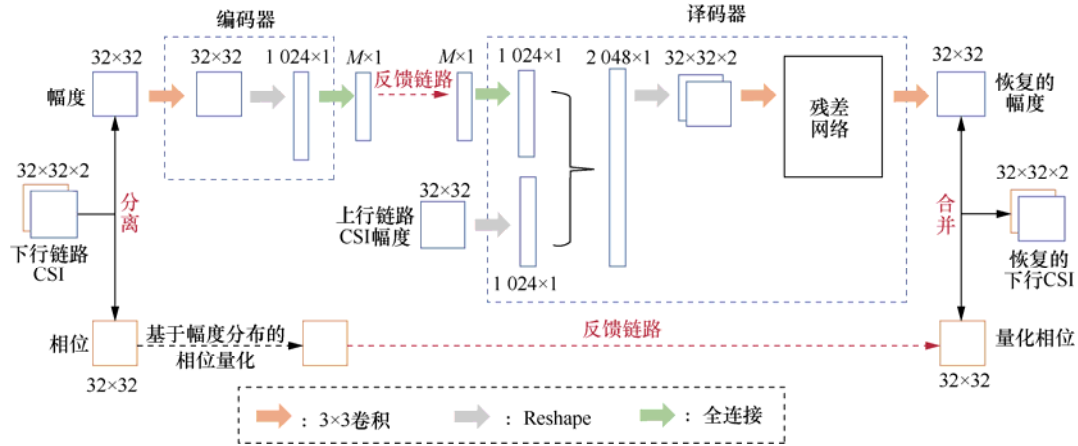 编码器
译码器
32×32
32×32
1 024×1
M×1
反馈链路
M×1
1 024×1
2 048×1
32×32×2
残差
网络
32×32
幅度
恢复的
幅度
32×32×2
下行链路
CSI
分离
32×32
上行链路
CSI幅度
1 024×1
合并
32×32×2
恢复的
下行CSI
相位
32×32
基于幅度分布的
相位量化
反馈链路
量化相位
32×32
：3×3卷积
：Reshape
：全连接